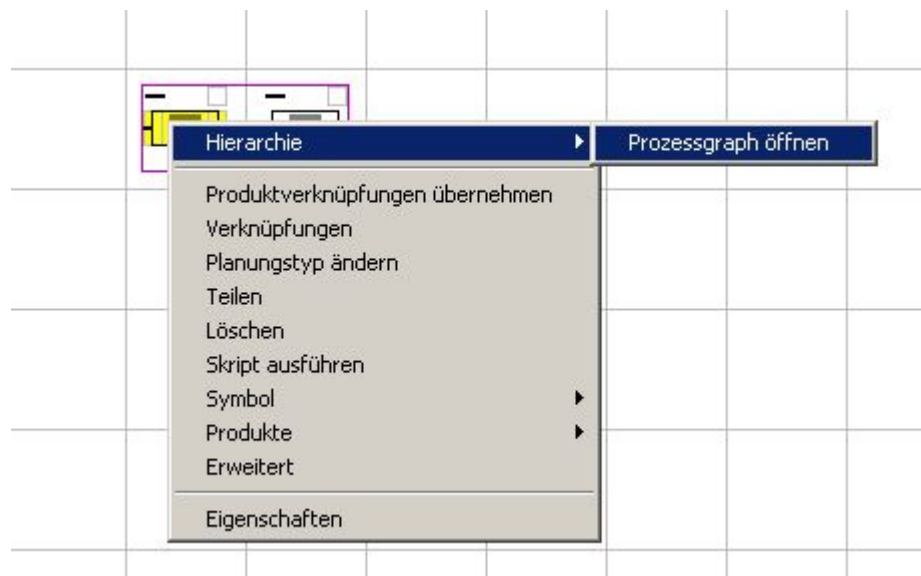 Hierarchie
Prozessgraph öffnen
Produktverknüpfungen übernehmen
Verknüpfungen
Planungstyp ändern
Teilen
Löschen
Skript ausführen
Symbol
Produkte
Erweitert
Eigenschaften